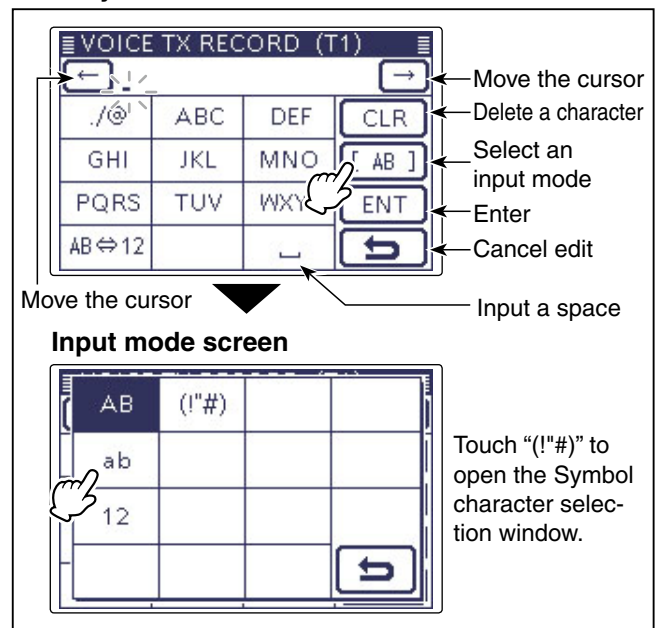 VOICE TX RECORD (T1)
← →
Move the cursor
./@ ABC DEF CLR
Delete a character
GHI JKL MNO [ AB ]
Select an
input mode
PQRS TUV WXY ENT
Enter
AB⇔12 ⎵ ⮌
Cancel edit
Move the cursor
Input a space
Input mode screen
AB (!"#)
ab
12
Touch “(!"#)” to
open the Symbol
character selec-
tion window.